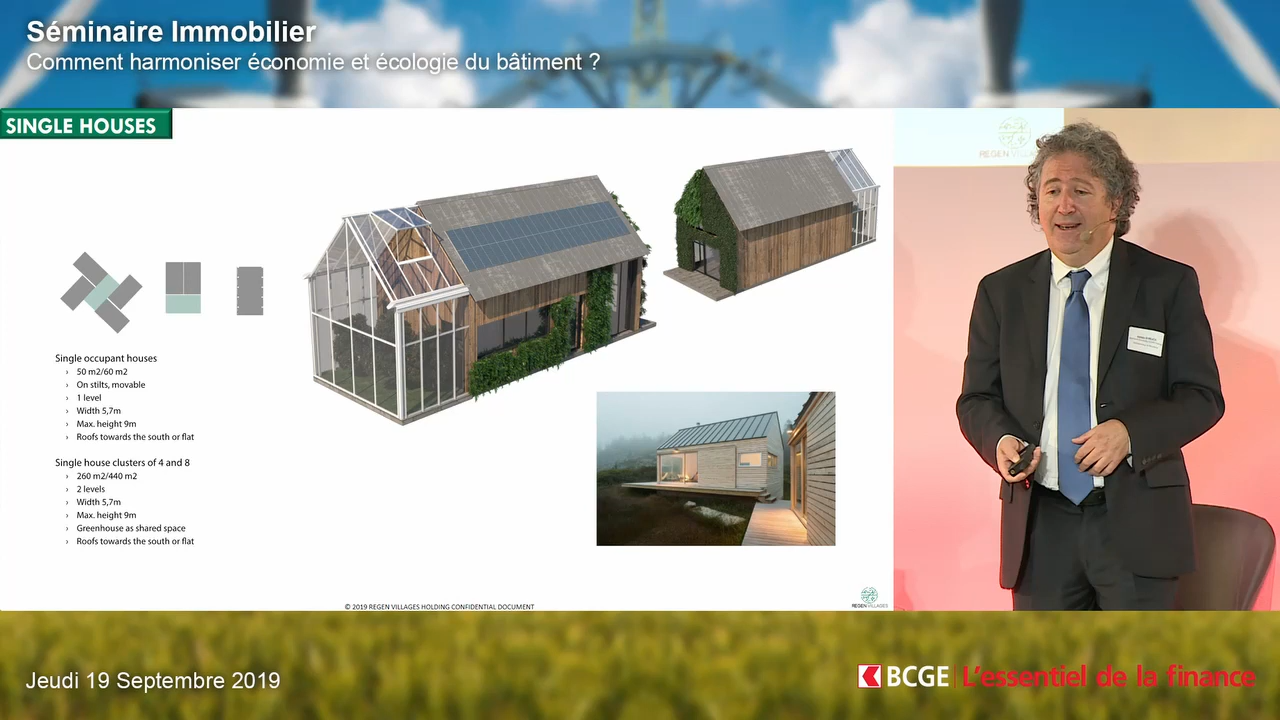 Séminaire Immobilier
Comment harmoniser économie et écologie du bâtiment ?
SINGLE HOUSES
Single occupant houses
› 50 m2/60 m2
› On stilts, movable
› 1 level
› Width 5,7m
› Max. height 9m
› Roofs towards the south or flat
Single house clusters of 4 and 8
› 260 m2/440 m2
› 2 levels
› Width 5,7m
› Max. height 9m
› Greenhouse as shared space
› Roofs towards the south or flat
© 2019 REGEN VILLAGES HOLDING CONFIDENTIAL DOCUMENT
REGEN VILLAGES
REGEN
Jeudi 19 Septembre 2019
BCGE L'essentiel de la finance